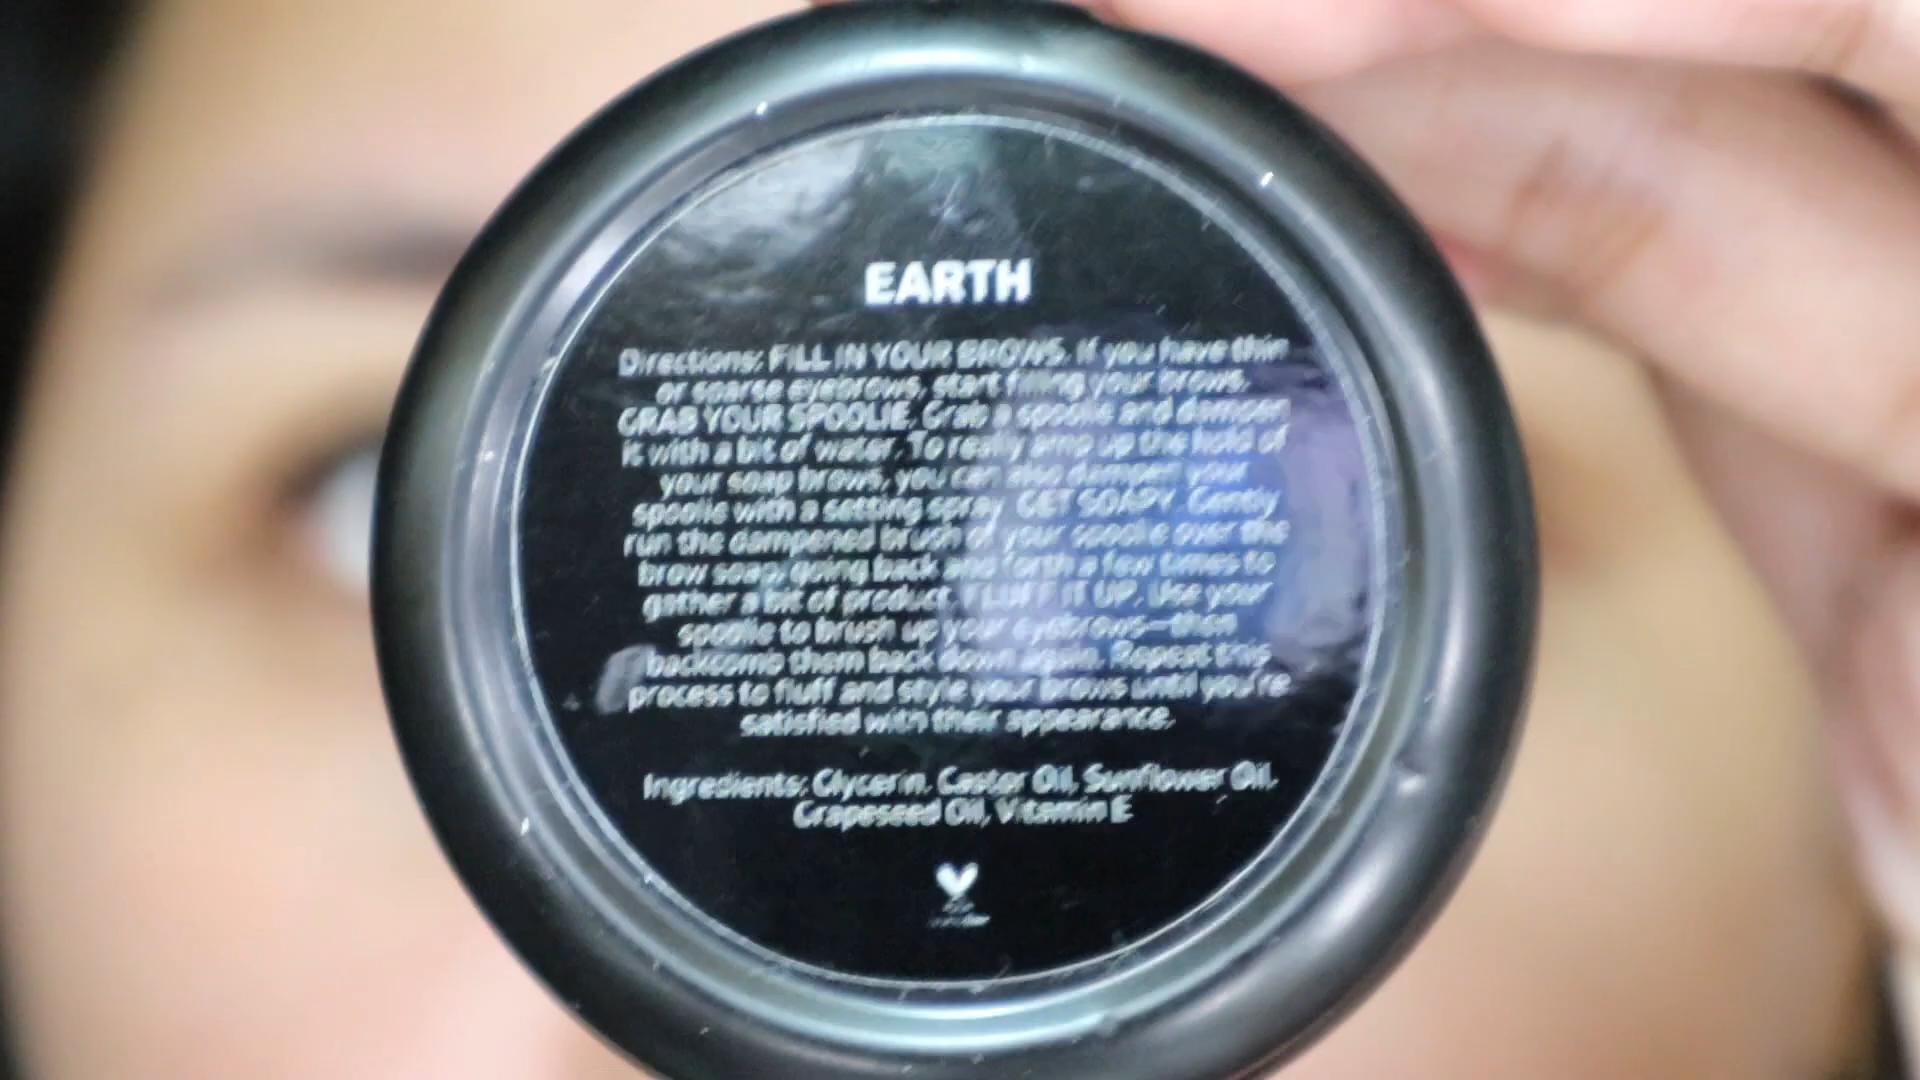 EARTH
Directions: FILL IN YOUR BROWS. If you have thin
or sparse eyebrows, start filling your brows.
GRAB YOUR SPOOLIE. Grab a spoolie and dampen
it with a bit of water. To really amp up the hold of
your soap brows, you can also dampen your
spoolie with a setting spray. GET SOAPY. Gently
run the dampened brush of your spoolie over the
brow soap, going back and forth a few times to
gather a bit of product. FLUFF IT UP. Use your
spoolie to brush up your eyebrows—then
backcomb them back down again. Repeat this
process to fluff and style your brows until you're
satisfied with their appearance.
Ingredients: Glycerin, Castor Oil, Sunflower Oil,
Grapeseed Oil, Vitamin E